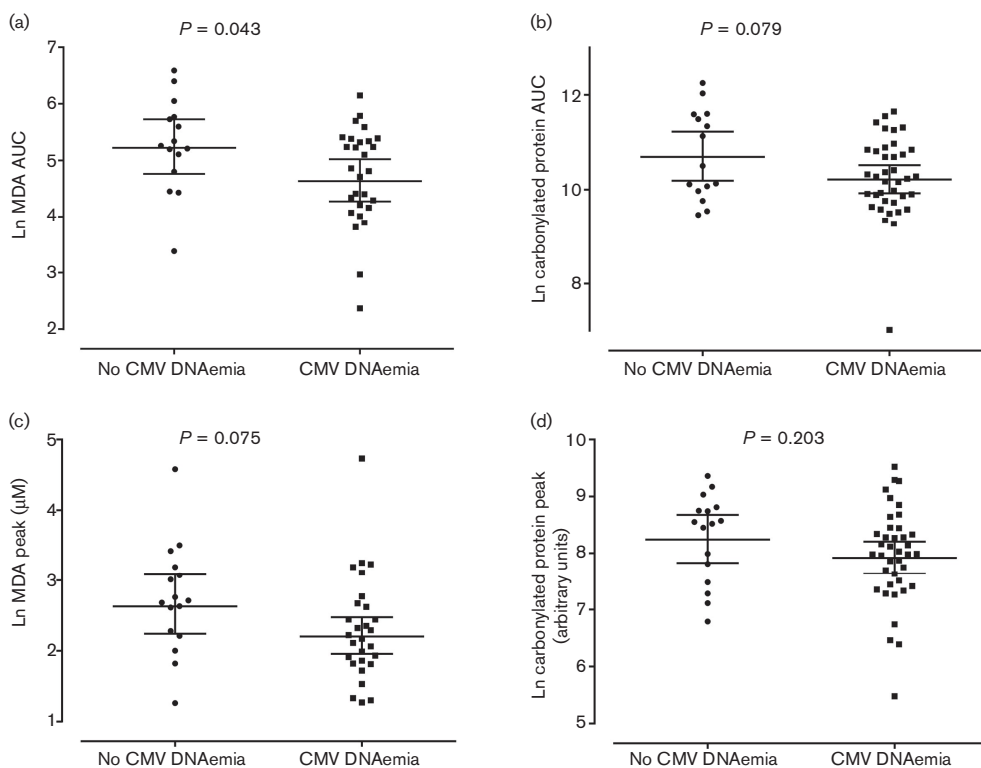 (a)
P = 0.043
Ln MDA AUC
7
6
5
4
3
2
No CMV DNAemia
CMV DNAemia
(b)
P = 0.079
Ln carbonylated protein AUC
12
10
8
No CMV DNAemia
CMV DNAemia
(c)
P = 0.075
Ln MDA peak (μM)
5
4
3
2
1
No CMV DNAemia
CMV DNAemia
(d)
P = 0.203
Ln carbonylated protein peak
(arbitrary units)
10
9
8
7
6
5
No CMV DNAemia
CMV DNAemia